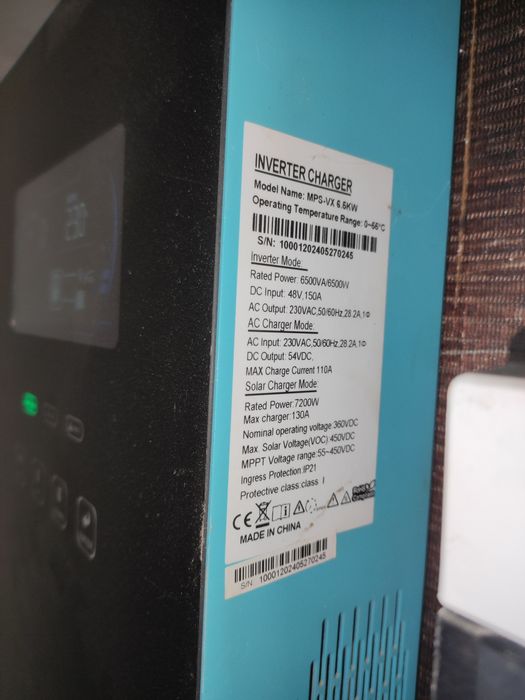 INVERTER CHARGER
Model Name: MPS-VX 6.5KW
Operating Temperature Range: 0~55°C
S/N: 10001202405270245
Inverter Mode
Rated Power: 6500VA/6500W
DC Input: 48V,150A
AC Output: 230VAC,50/60Hz,28.2A,1Φ
AC Charger Mode:
AC Input: 230VAC,50/60Hz,28.2A,1Φ
DC Output: 54VDC,
MAX Charge Current 110A
Solar Charger Mode:
Rated Power:7200W
Max charger:130A
Nominal operating voltage:360VDC
Max. Solar Voltage(VOC):450VDC
MPPT Voltage range:55~450VDC
Ingress Protection:IP21
Protective class:class I
CE
MADE IN CHINA
S/N: 10001202405270245